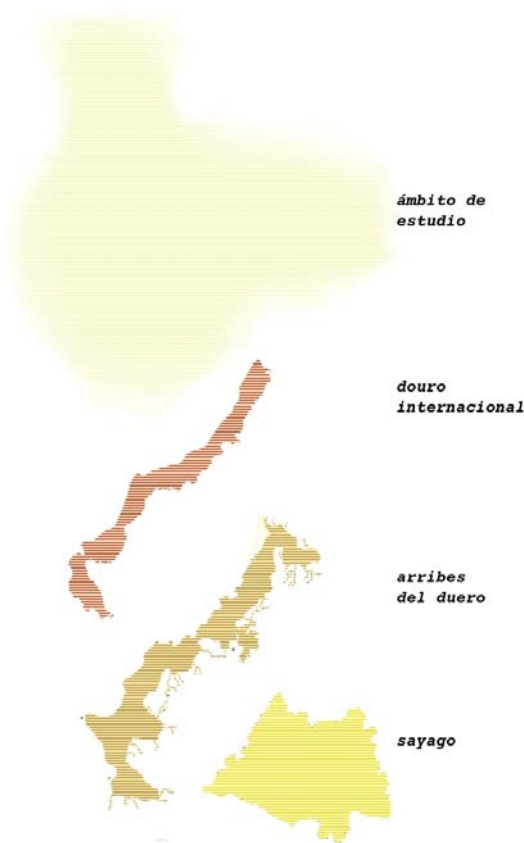 ámbito de
estudio
douro
internacional
arribes
del duero
sayago